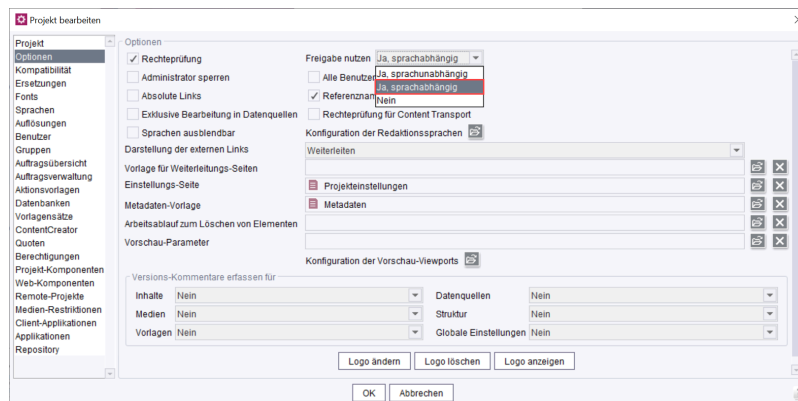 Projekt bearbeiten
Projekt
Optionen
Kompatibilität
Ersetzungen
Fonts
Sprachen
Auflösungen
Benutzer
Gruppen
Auftragsübersicht
Auftragsverwaltung
Aktionsvorlagen
Datenbanken
Vorlagensätze
ContentCreator
Quoten
Berechtigungen
Projekt-Komponenten
Web-Komponenten
Remote-Projekte
Medien-Restriktionen
Client-Applikationen
Applikationen
Repository
Optionen
Rechteprüfung Freigabe nutzen Ja, sprachabhängig
Ja, sprachunabhängig
Ja, sprachabhängig
Nein
Administrator sperren Alle Benutzer
Absolute Links Referenznam
Exklusive Bearbeitung in Datenquellen Rechteprüfung für Content Transport
Sprachen ausblendbar Konfiguration der Redaktionssprachen
Darstellung der externen Links Weiterleiten
Vorlage für Weiterleitungs-Seiten
Einstellungs-Seite Projekteinstellungen
Metadaten-Vorlage Metadaten
Arbeitsablauf zum Löschen von Elementen
Vorschau-Parameter
Konfiguration der Vorschau-Viewports
Versions-Kommentare erfassen für
Inhalte Nein Datenquellen Nein
Medien Nein Struktur Nein
Vorlagen Nein Globale Einstellungen Nein
Logo ändern Logo löschen Logo anzeigen
OK Abbrechen